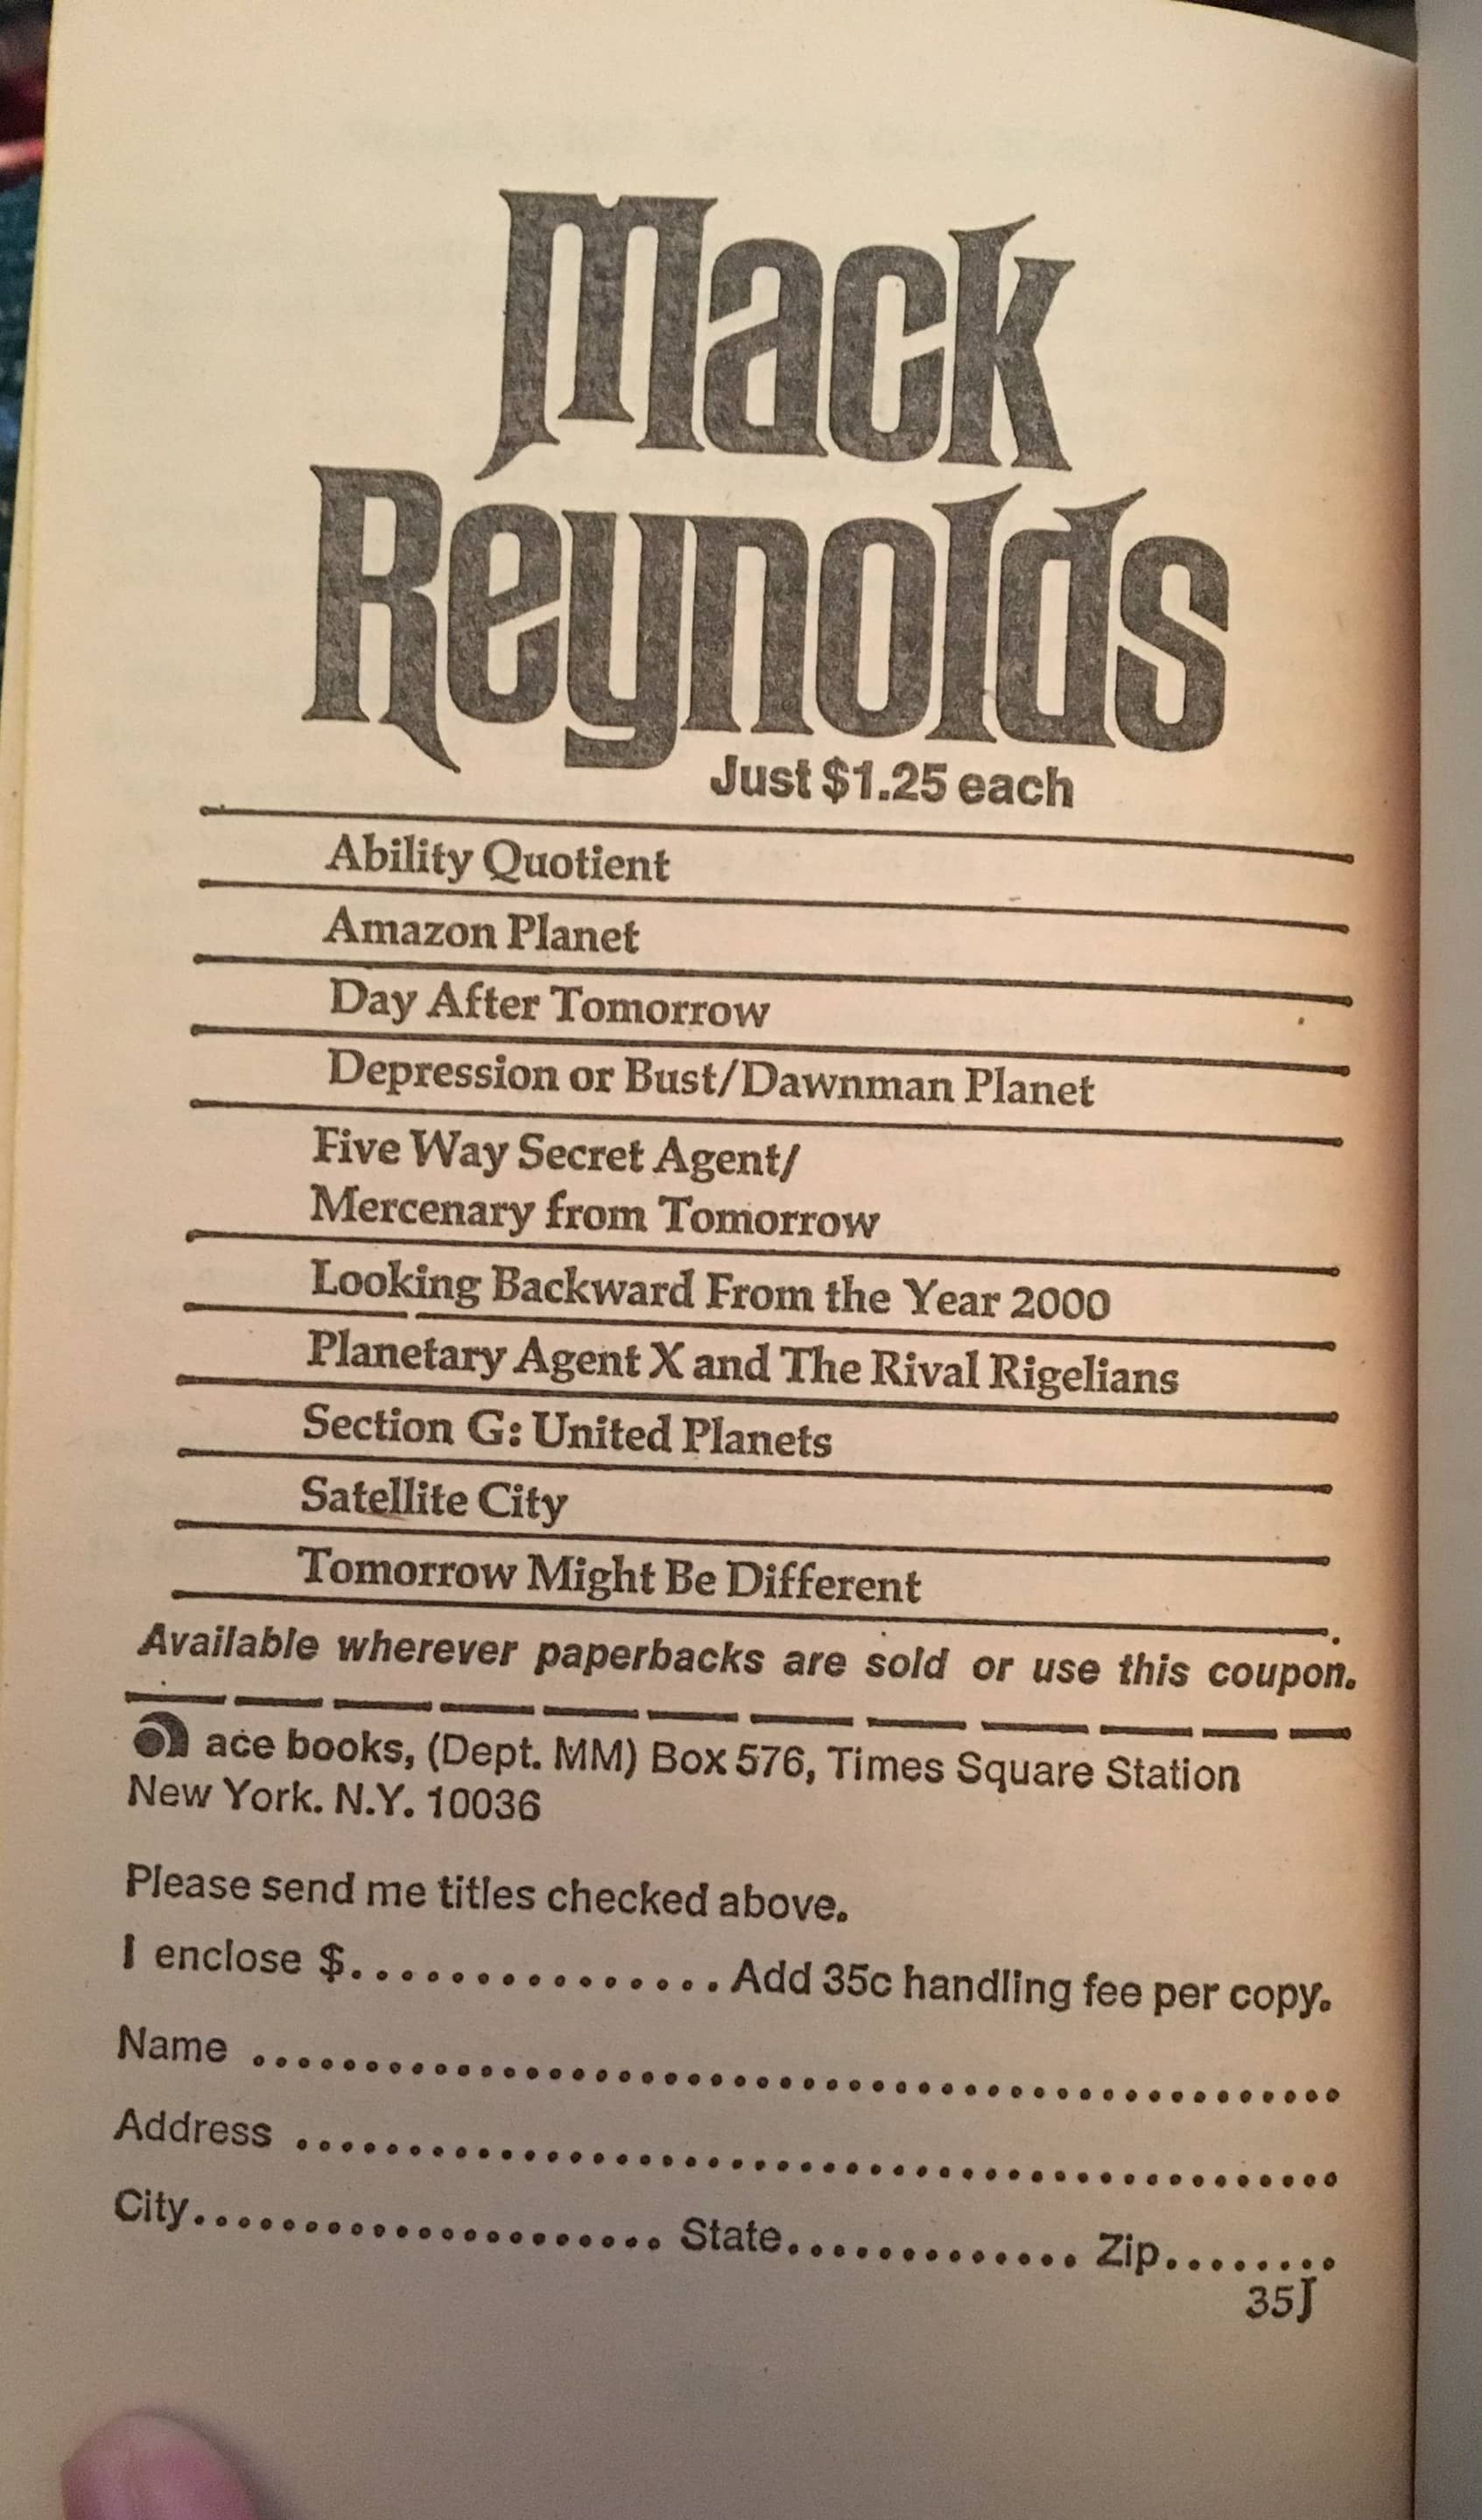 Mack
Reynolds
Just $1.25 each
Ability Quotient
Amazon Planet
Day After Tomorrow
Depression or Bust/Dawnman Planet
Five Way Secret Agent/
Mercenary from Tomorrow
Looking Backward From the Year 2000
Planetary Agent X and The Rival Rigelians
Section G: United Planets
Satellite City
Tomorrow Might Be Different
Available wherever paperbacks are sold or use this coupon.
a ace books, (Dept. MM) Box 576, Times Square Station
New York. N.Y. 10036
Please send me titles checked above.
I enclose $............... Add 35c handling fee per copy.
Name ................................................
Address ..............................................
City..................... State............. Zip........
35J